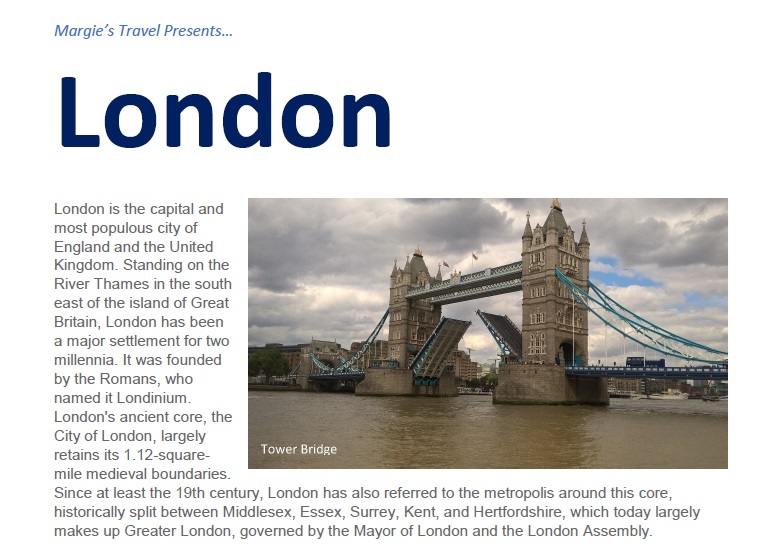 Margie's Travel Presents...
London
London is the capital and
most populous city of
England and the United
Kingdom. Standing on the
River Thames in the south
east of the island of Great
Britain, London has been
a major settlement for two
millennia. It was founded
by the Romans, who
named it Londinium.
London's ancient core, the
City of London, largely
retains its 1.12-square-
mile medieval boundaries.
Tower Bridge
Since at least the 19th century, London has also referred to the metropolis around this core,
historically split between Middlesex, Essex, Surrey, Kent, and Hertfordshire, which today largely
makes up Greater London, governed by the Mayor of London and the London Assembly.